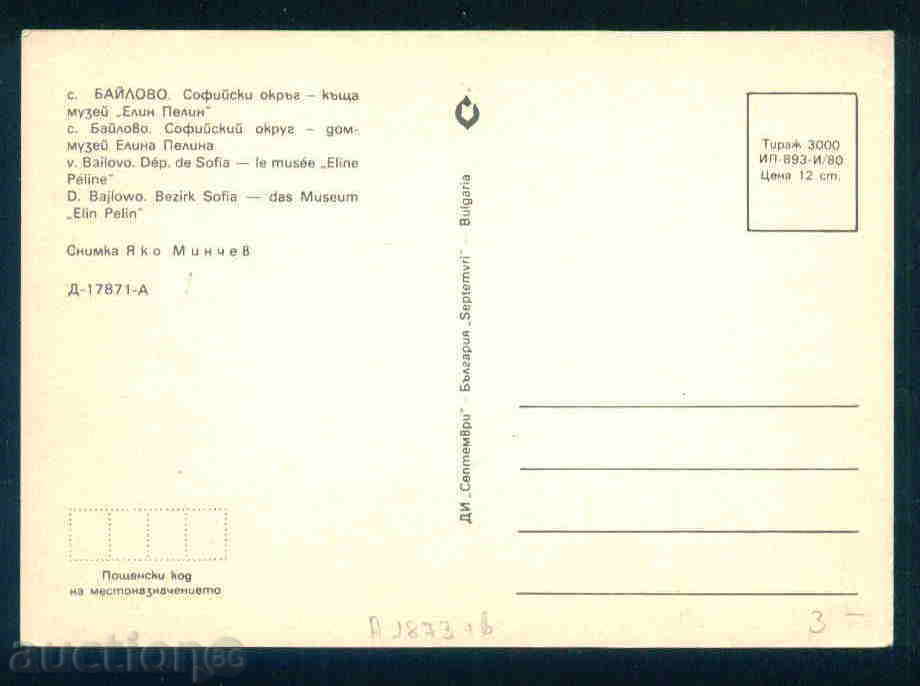 с. БАЙЛОВО. Софийски окръг – къща
музей „Елин Пелин"
с. Байлово. Софийский округ – дом-
музей Елина Пелина
v. Bailovo. Dép. de Sofia — le musée „Eline
Péline"
D. Bajlowo. Bezirk Sofia — das Museum
„Elin Pelin"
Снимка Яко Минчев
Д-17871-А
Пощенски код
на местоназначението
ДИ „Септември" – България „Septemvri" – Bulgaria
Тираж 3000
ИП-893-И/80
Цена 12 ст.
А 1873
3 –
Аполо